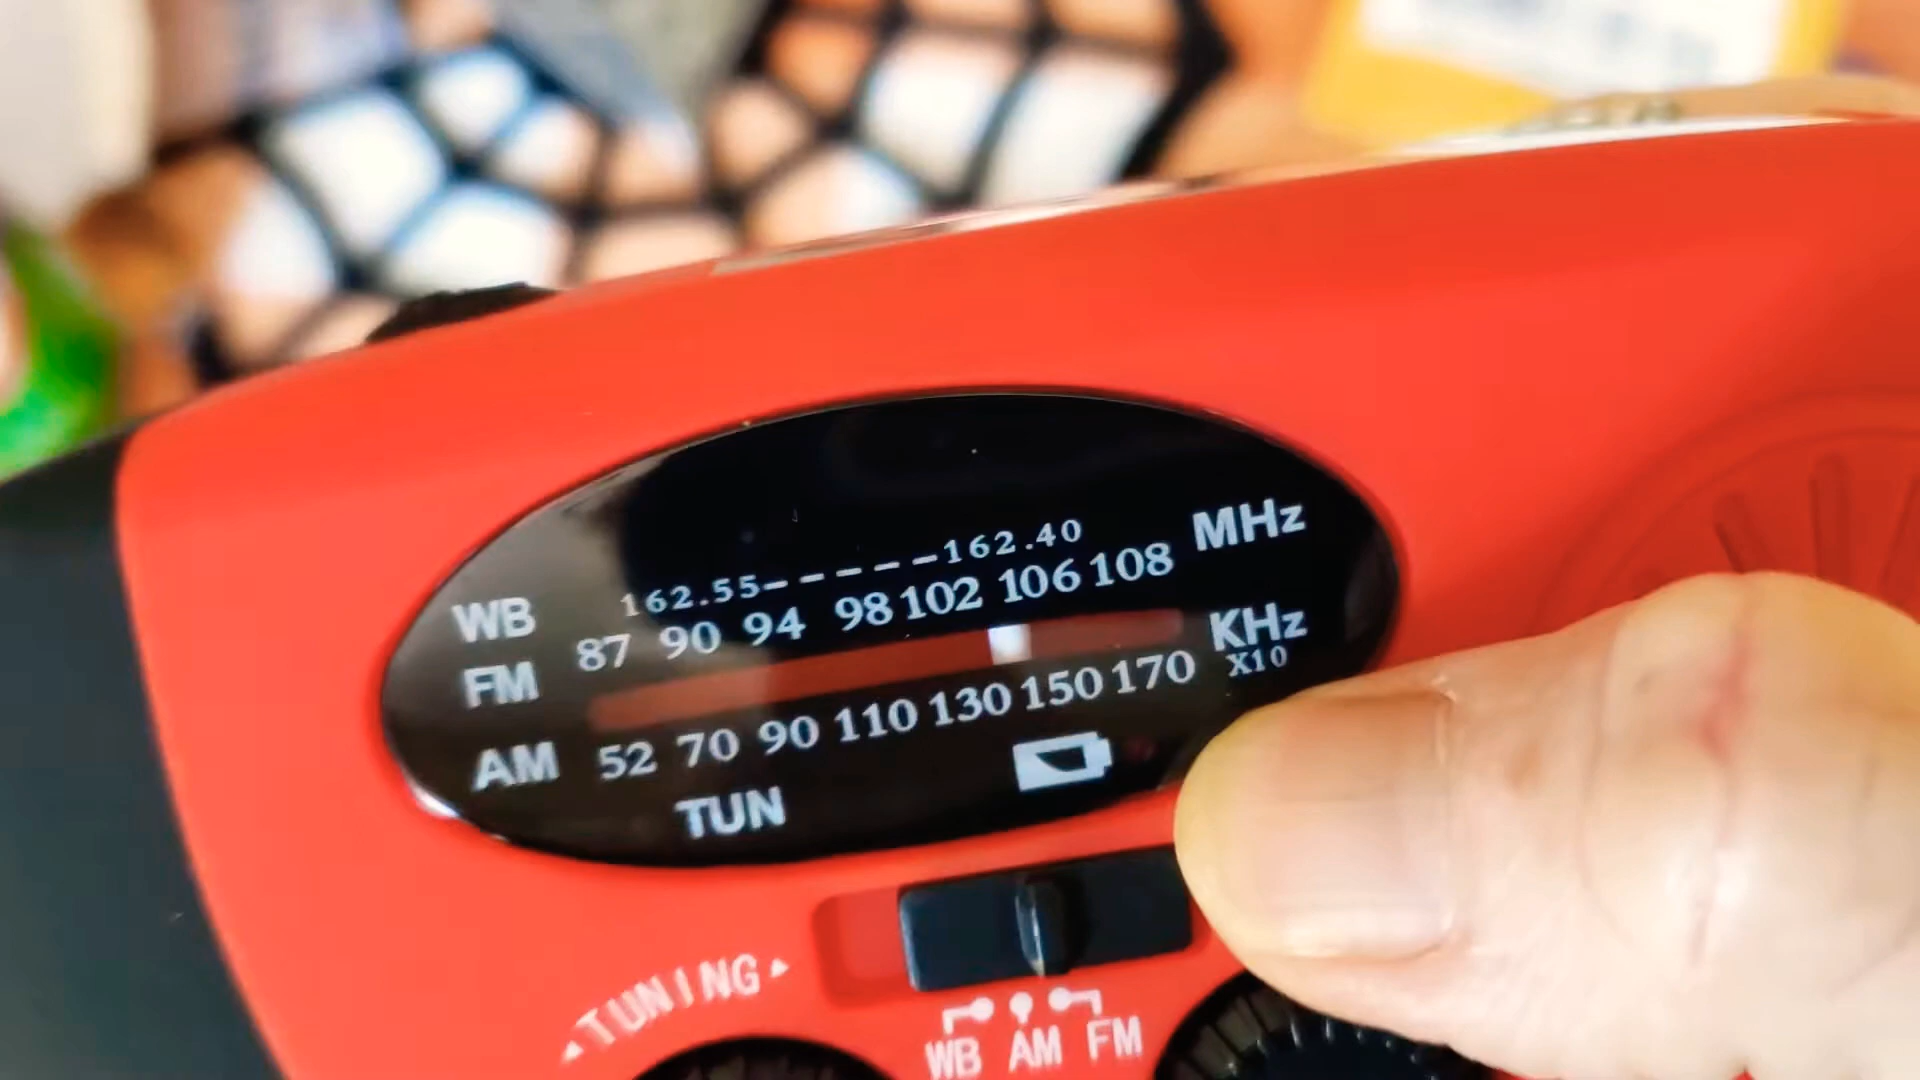 WB 162.55------162.40 MHz
FM 87 90 94 98 102 106 108
KHz
X10
AM 52 70 90 110 130 150 170
TUN
TUNING
WB AM FM